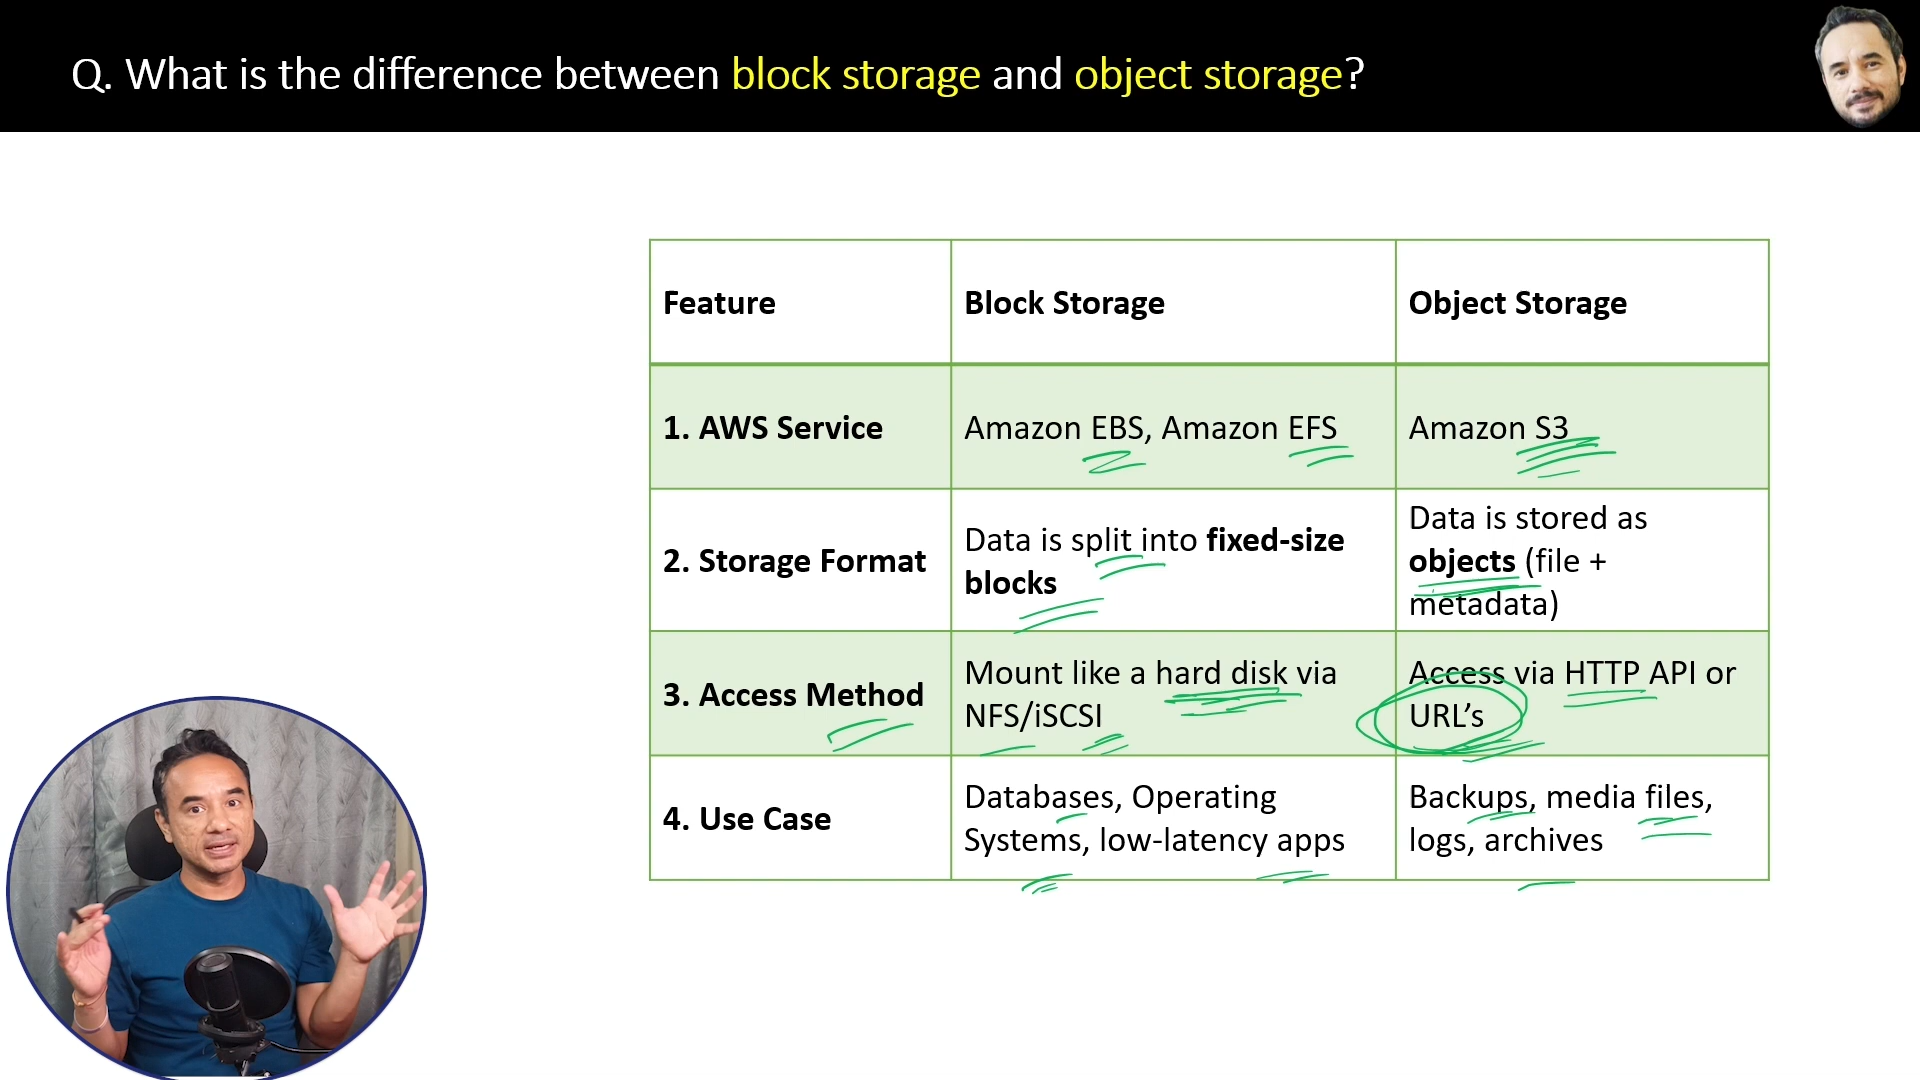 Q. What is the difference between block storage and object storage?
Feature
Block Storage
Object Storage
1. AWS Service
Amazon EBS, Amazon EFS
Amazon S3
2. Storage Format
Data is split into fixed-size
blocks
Data is stored as
objects (file +
metadata)
3. Access Method
Mount like a hard disk via
NFS/iSCSI
Access via HTTP API or
URL’s
4. Use Case
Databases, Operating
Systems, low-latency apps
Backups, media files,
logs, archives